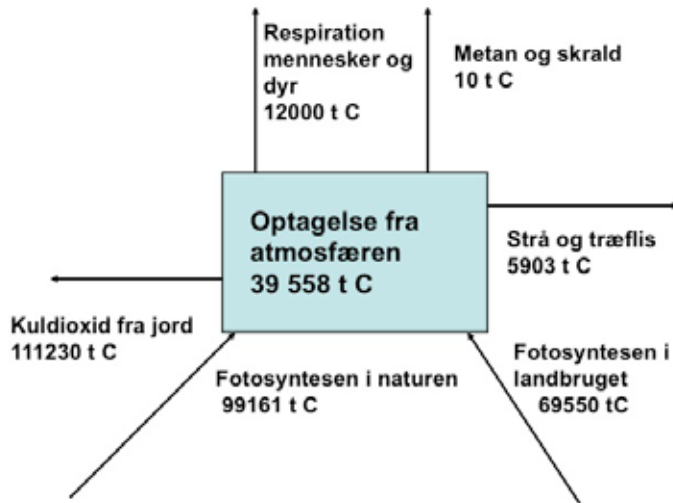 Respiration
mennesker og
dyr
12000 t C
Metan og skrald
10 t C
Optagelse fra
atmosfæren
39 558 t C
Strå og træflis
5903 t C
Kuldioxid fra jord
111230 t C
Fotosyntesen i naturen
99161 t C
Fotosyntesen i
landbruget
69550 tC